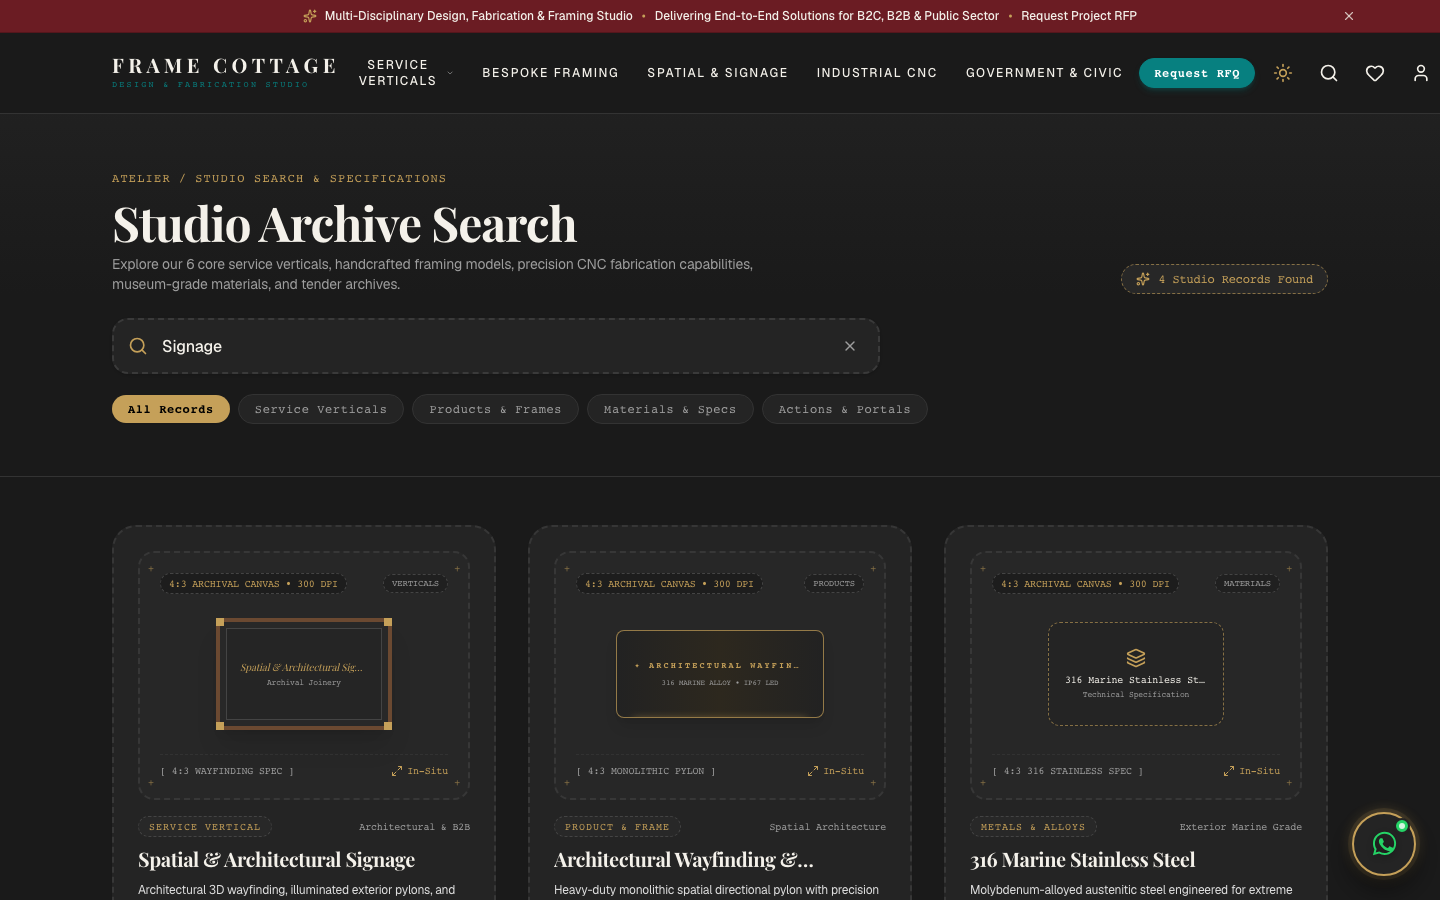 Multi-Disciplinary Design, Fabrication & Framing Studio • Delivering End-to-End Solutions for B2C, B2B & Public Sector • Request Project RFP
FRAME COTTAGE
DESIGN & FABRICATION STUDIO
SERVICE VERTICALS
BESPOKE FRAMING
SPATIAL & SIGNAGE
INDUSTRIAL CNC
GOVERNMENT & CIVIC
Request RFQ
ATELIER / STUDIO SEARCH & SPECIFICATIONS
Studio Archive Search
Explore our 6 core service verticals, handcrafted framing models, precision CNC fabrication capabilities,
museum-grade materials, and tender archives.
4 Studio Records Found
Signage
All Records
Service Verticals
Products & Frames
Materials & Specs
Actions & Portals
4:3 ARCHIVAL CANVAS • 300 DPI
VERTICALS
Spatial & Architectural Sig...
Archival Joinery
[ 4:3 WAYFINDING SPEC ]
In-Situ
SERVICE VERTICAL
Architectural & B2B
Spatial & Architectural Signage
Architectural 3D wayfinding, illuminated exterior pylons, and
4:3 ARCHIVAL CANVAS • 300 DPI
PRODUCTS
✦ ARCHITECTURAL WAYFIN…
316 MARINE ALLOY • IP67 LED
[ 4:3 MONOLITHIC PYLON ]
In-Situ
PRODUCT & FRAME
Spatial Architecture
Architectural Wayfinding &...
Heavy-duty monolithic spatial directional pylon with precision
4:3 ARCHIVAL CANVAS • 300 DPI
MATERIALS
316 Marine Stainless St…
Technical Specification
[ 4:3 316 STAINLESS SPEC ]
In-Situ
METALS & ALLOYS
Exterior Marine Grade
316 Marine Stainless Steel
Molybdenum-alloyed austenitic steel engineered for extreme